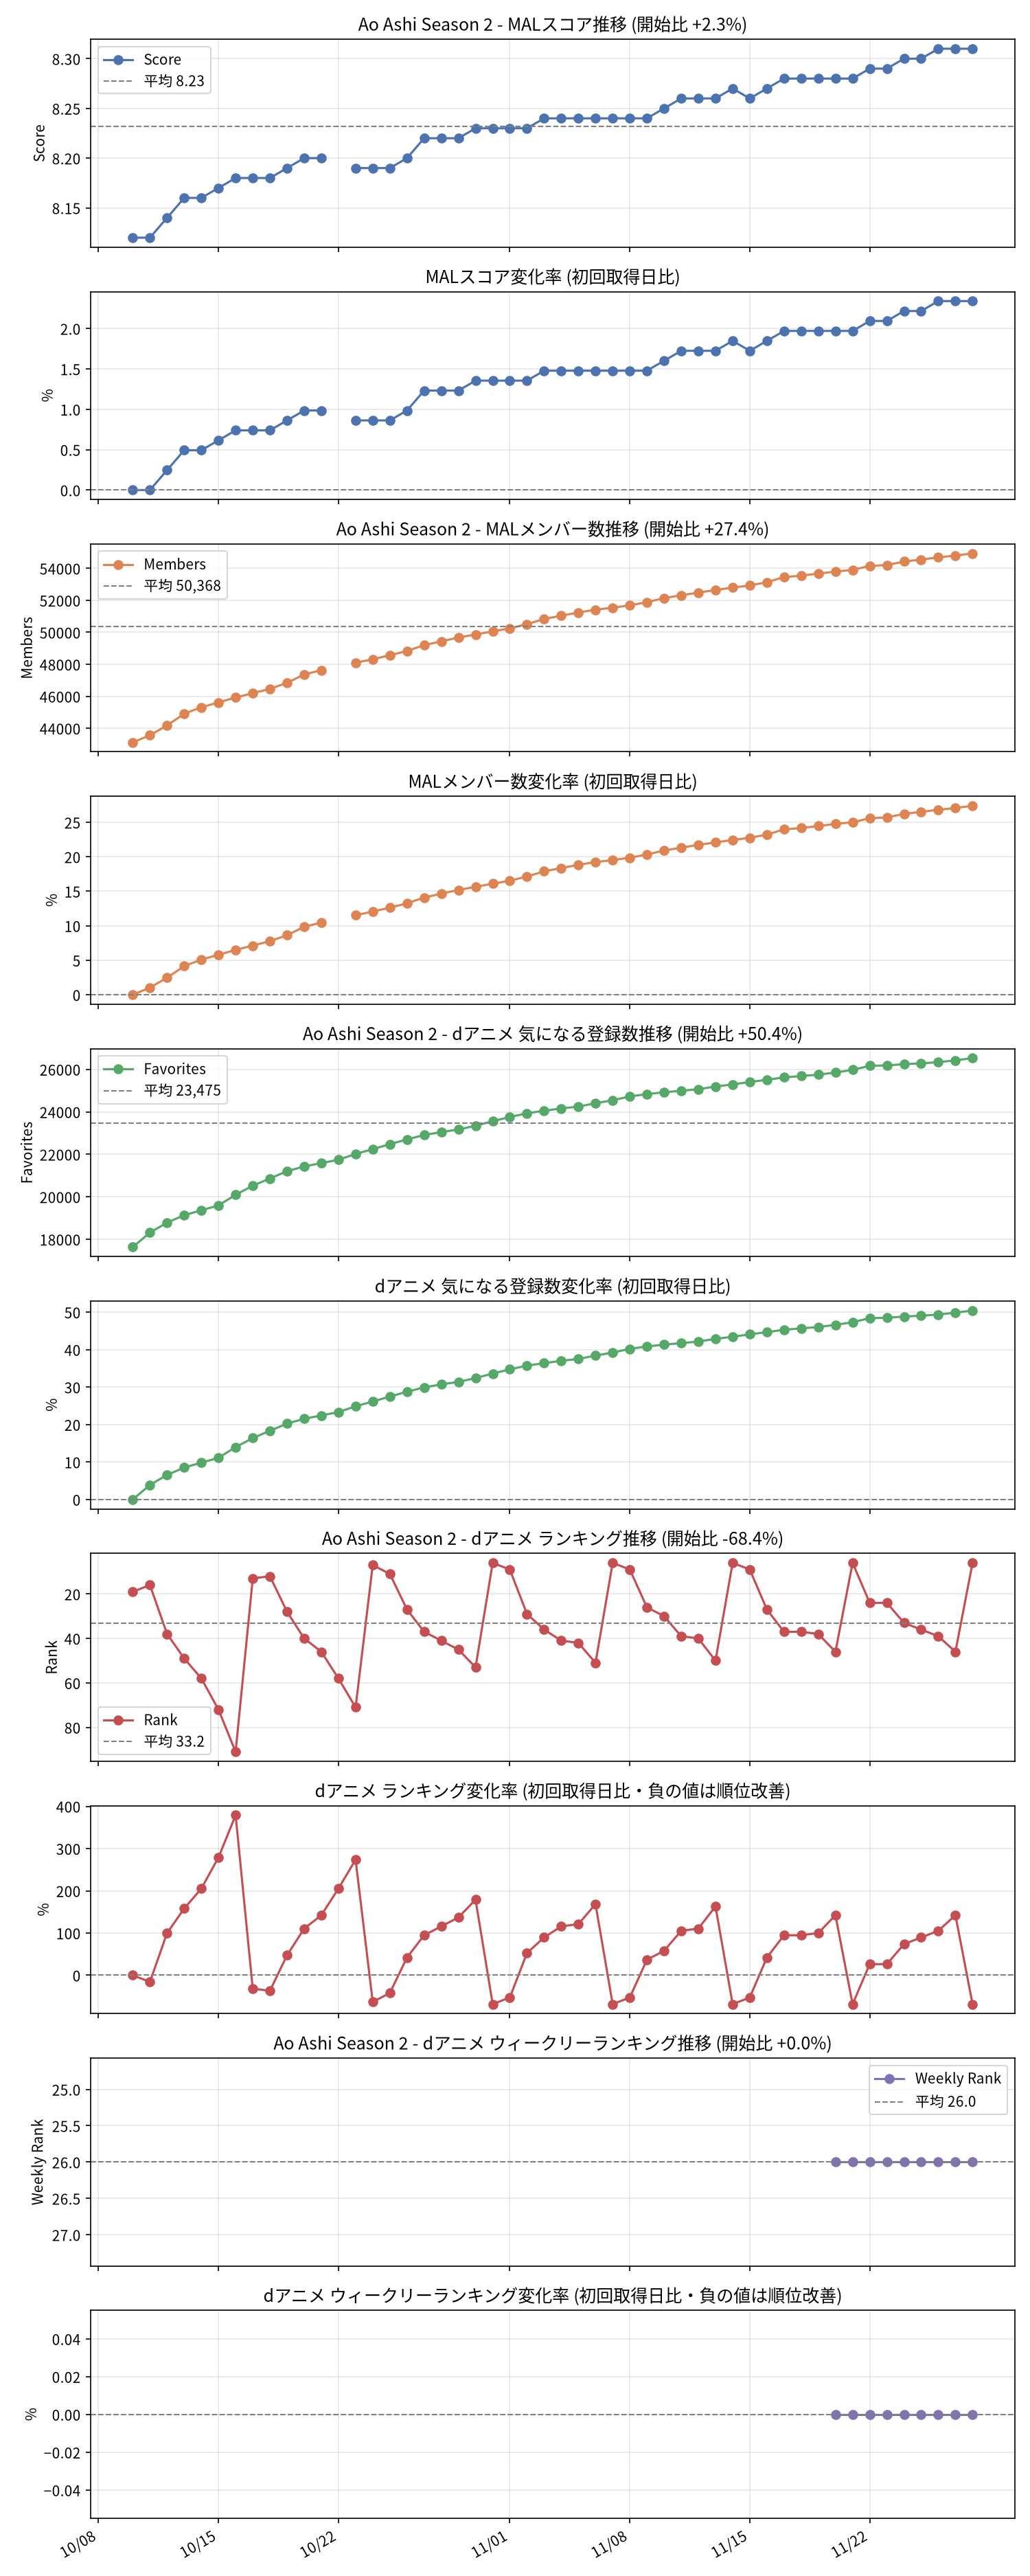 Ao Ashi Season 2 - MALスコア推移 (開始比 +2.3%)
Score
平均 8.23
Score
8.30
8.25
8.20
8.15
MALスコア変化率 (初回取得日比)
%
2.0
1.5
1.0
0.5
0.0
Ao Ashi Season 2 - MALメンバー数推移 (開始比 +27.4%)
Members
平均 50,368
Members
54000
52000
50000
48000
46000
44000
MALメンバー数変化率 (初回取得日比)
%
25
20
15
10
5
0
Ao Ashi Season 2 - dアニメ 気になる登録数推移 (開始比 +50.4%)
Favorites
平均 23,475
Favorites
26000
24000
22000
20000
18000
dアニメ 気になる登録数変化率 (初回取得日比)
%
50
40
30
20
10
0
Ao Ashi Season 2 - dアニメ ランキング推移 (開始比 -68.4%)
Rank
20
40
60
80
Rank
平均 33.2
dアニメ ランキング変化率 (初回取得日比・負の値は順位改善)
%
400
300
200
100
0
Ao Ashi Season 2 - dアニメ ウィークリーランキング推移 (開始比 +0.0%)
Weekly Rank
平均 26.0
Weekly Rank
25.0
25.5
26.0
26.5
27.0
dアニメ ウィークリーランキング変化率 (初回取得日比・負の値は順位改善)
%
0.04
0.02
0.00
−0.02
−0.04
10/08
10/15
10/22
11/01
11/08
11/15
11/22